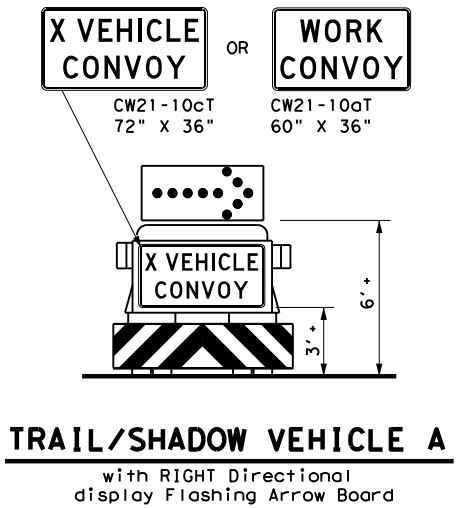 X VEHICLE
CONVOY
OR
WORK
CONVOY
CW21-10cT
72" X 36"
CW21-10aT
60" X 36"
X VEHICLE
CONVOY
6' +
3' +
TRAIL/SHADOW VEHICLE A
with RIGHT Directional
display Flashing Arrow Board